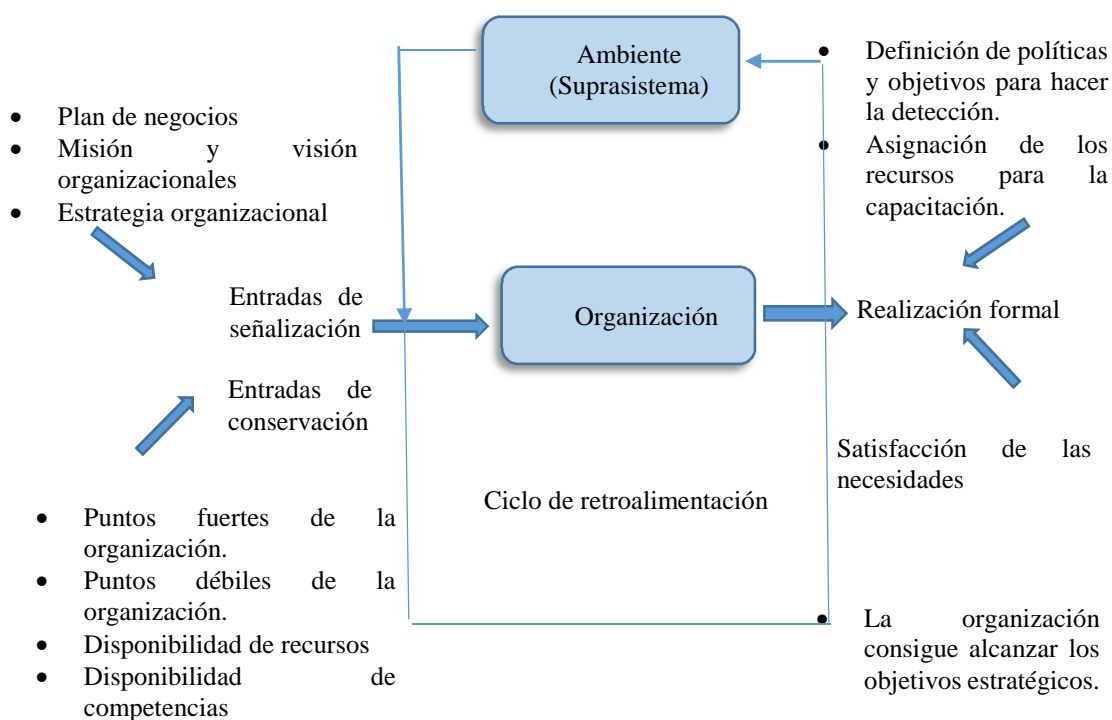 Ambiente
(Suprasistema)
• Definición de políticas
y objetivos para hacer
la detección.
• Asignación de los
recursos para la
capacitación.
• Plan de negocios
• Misión y visión
organizacionales
• Estrategia organizacional
Entradas de
señalización
Organización
Realización formal
Entradas de
conservación
Satisfacción de las
necesidades
Ciclo de retroalimentación
• Puntos fuertes de la
organización.
• Puntos débiles de la
organización.
• Disponibilidad de recursos
• Disponibilidad de
competencias
• La organización
consigue alcanzar los
objetivos estratégicos.